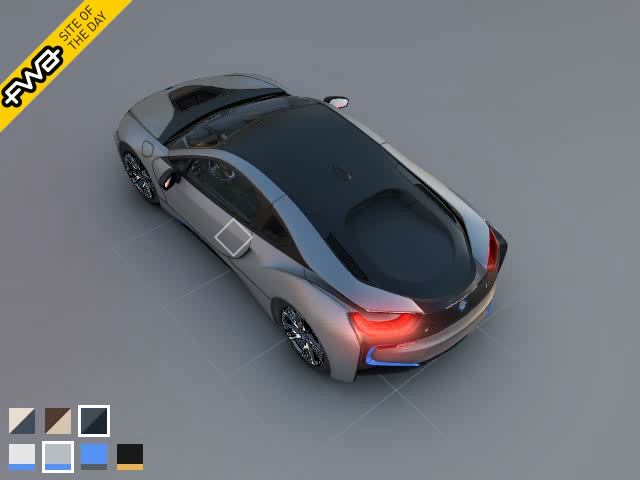 SITE OF
THE DAY
fwa